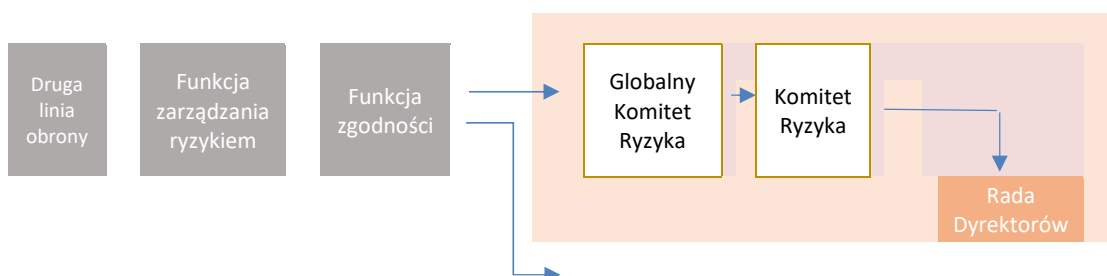 Druga
linia
obrony
Funkcja
zarządzania
ryzykiem
Funkcja
zgodności
Globalny
Komitet
Ryzyka
Komitet
Ryzyka
Rada
Dyrektorów